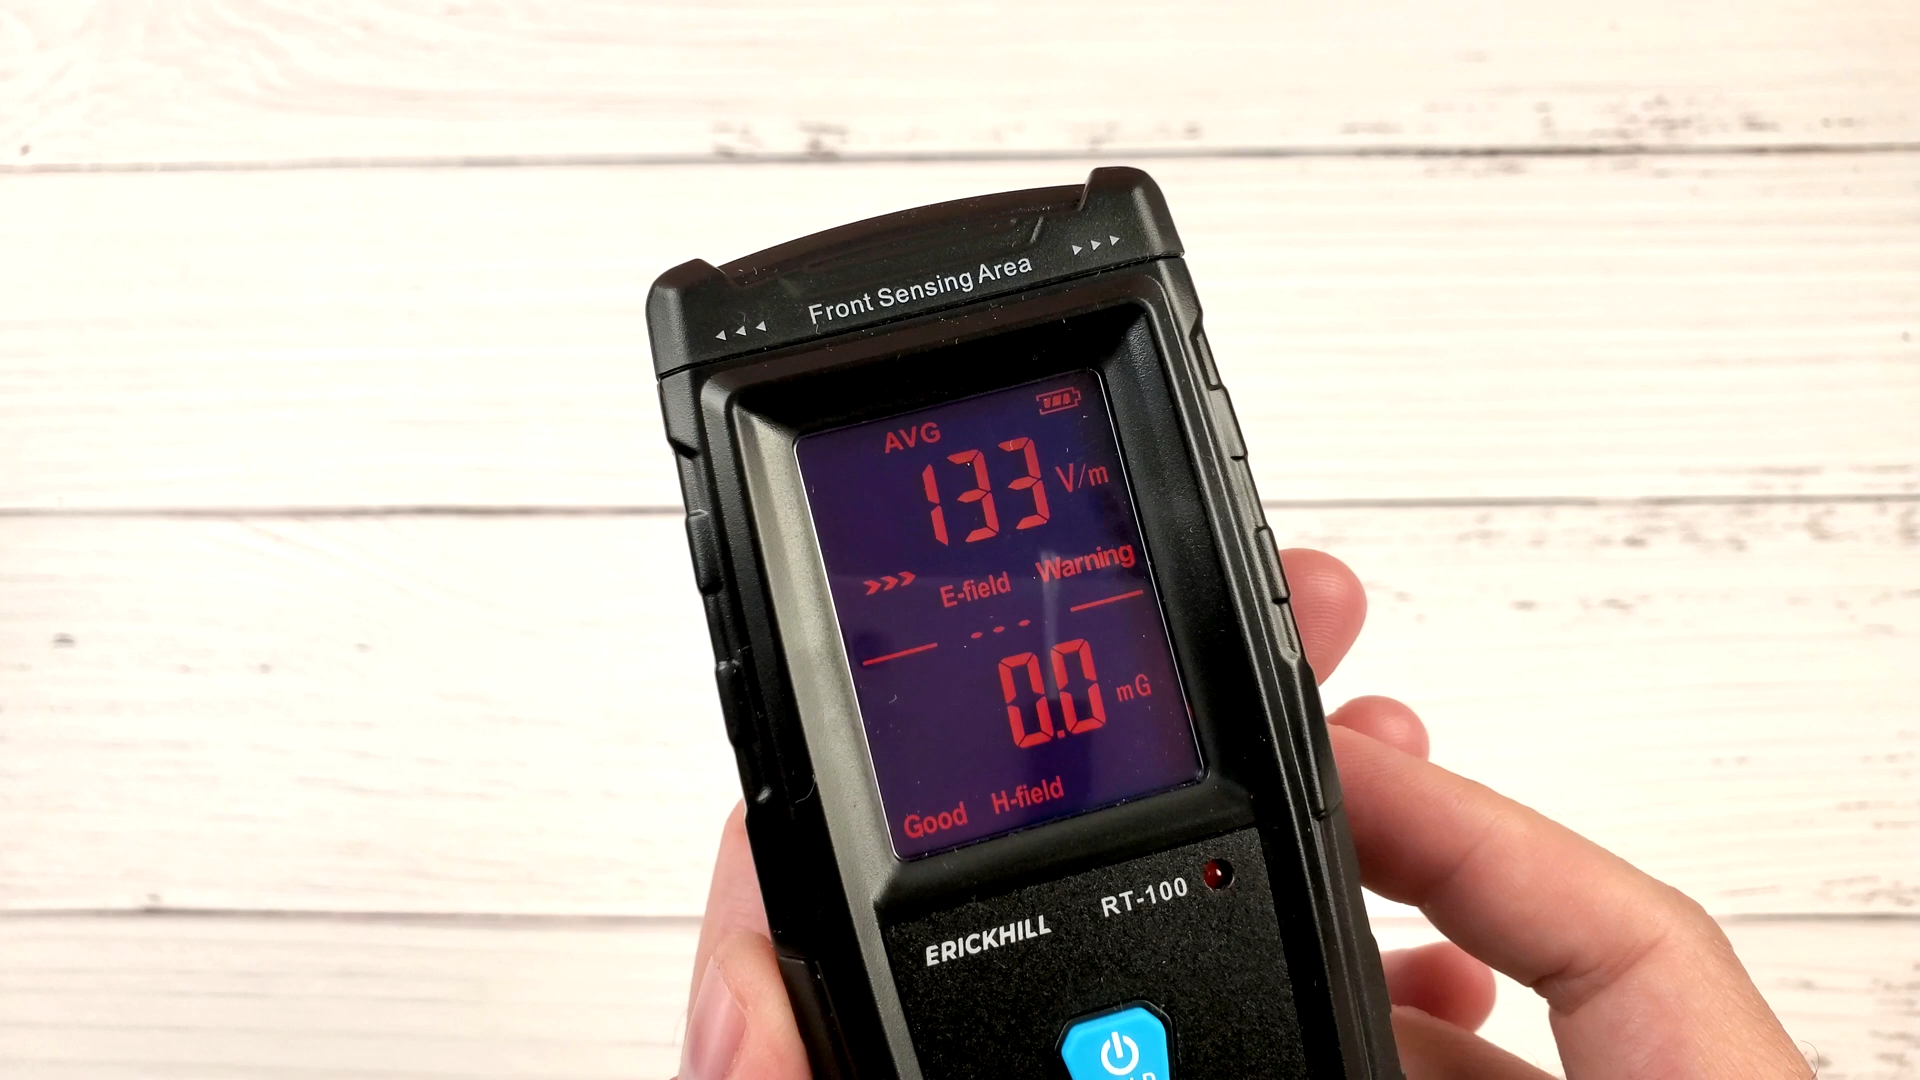 Front Sensing Area
AVG
133 V/m
E-field Warning
0.0 mG
Good H-field
RT-100
ERICKHILL